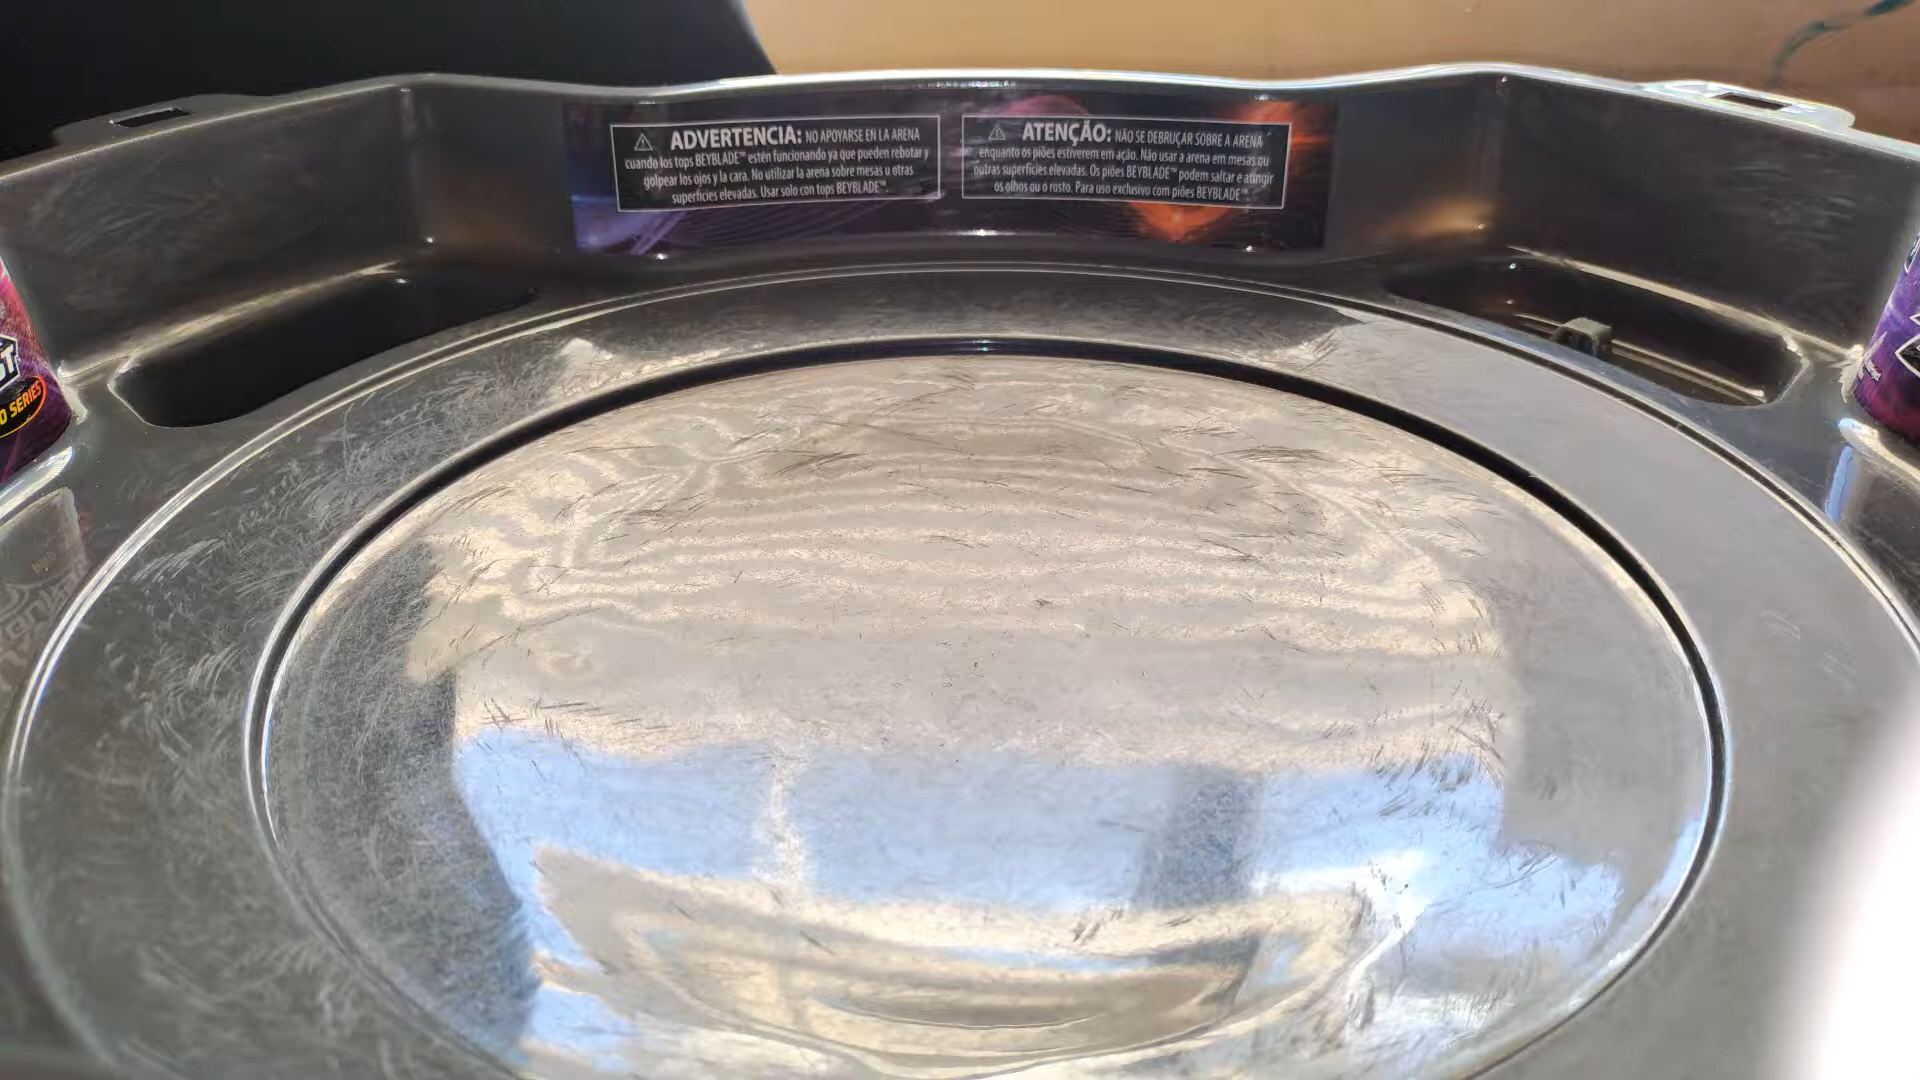 ADVERTENCIA: NO APOYARSE EN LA ARENA
cuando los tops BEYBLADE™ estén funcionando ya que pueden rebotar y
golpear los ojos y la cara. No utilizar la arena sobre mesas u otras
superficies elevadas. Usar solo con tops BEYBLADE™.
ATENÇÃO: NÃO SE DEBRUÇAR SOBRE A ARENA
enquanto os piões estiverem em ação. Não usar a arena em mesas ou
outras superfícies elevadas. Os piões BEYBLADE™ podem saltar e atingir
os olhos ou o rosto. Para uso exclusivo com piões BEYBLADE™.
SERIES